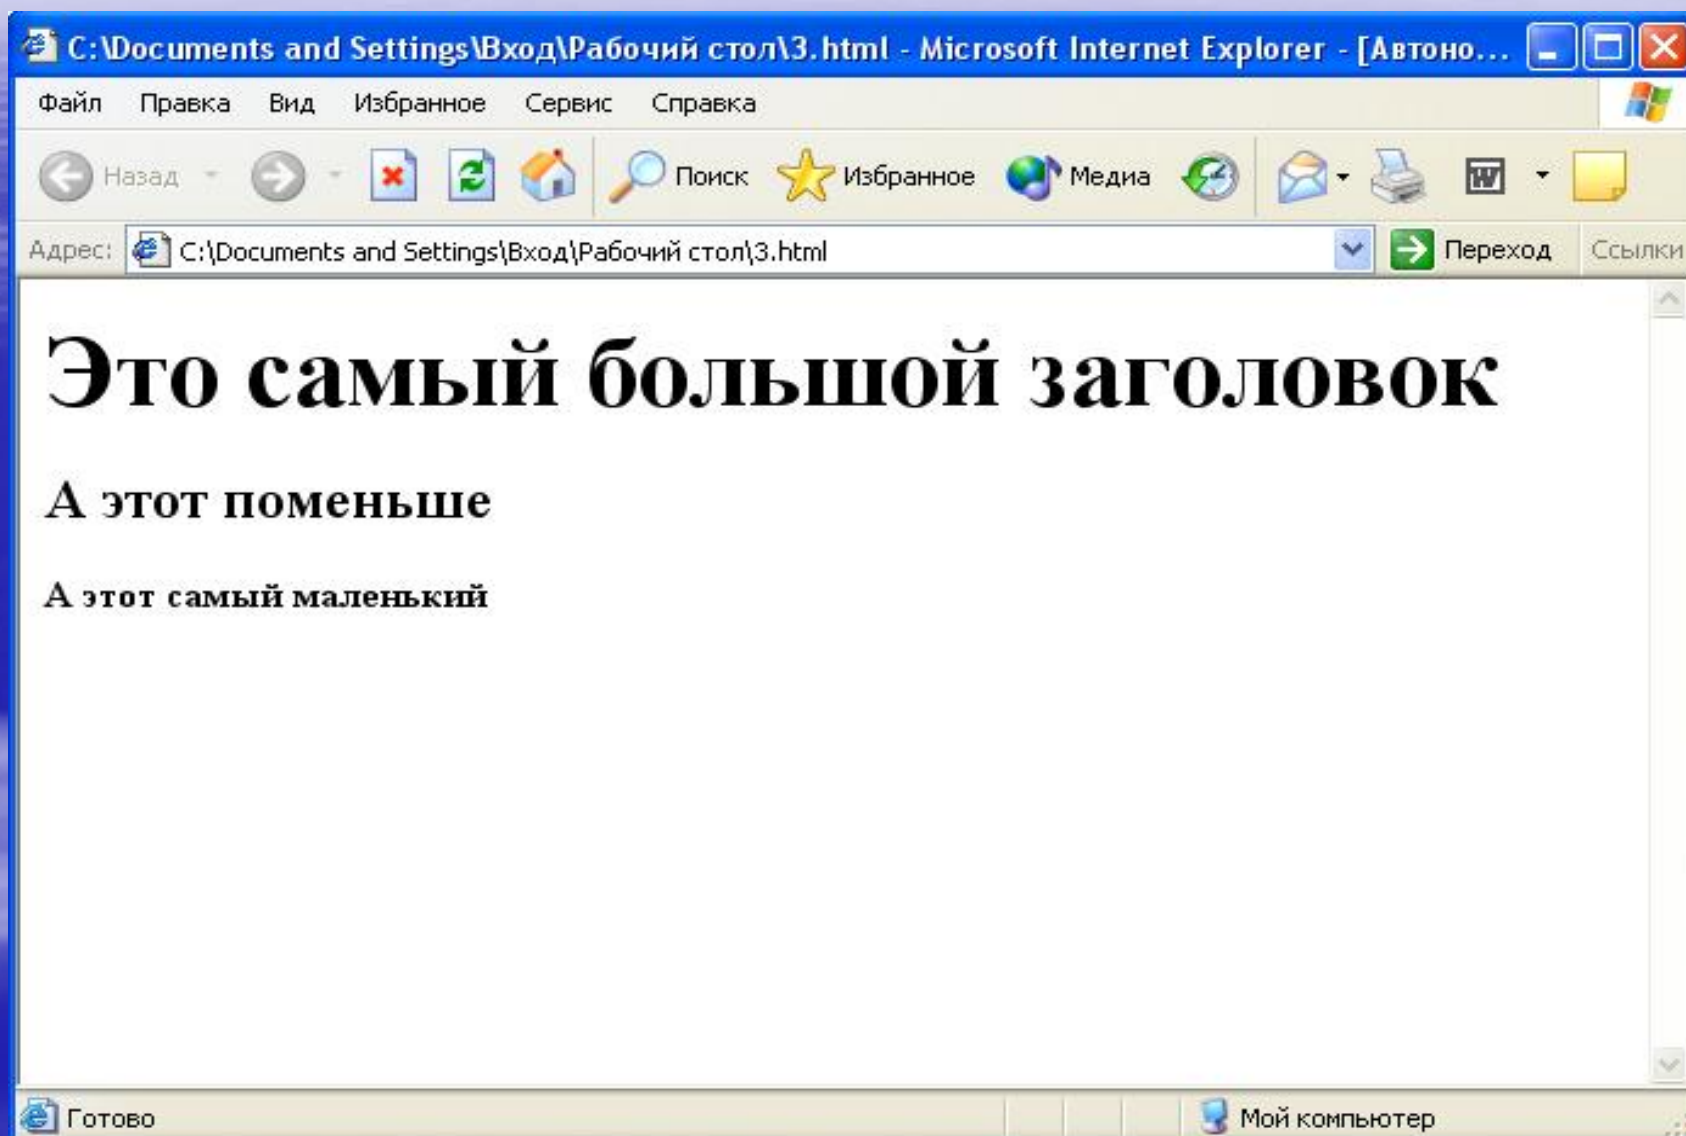 C:\Documents and Settings\Вход\Рабочий стол\3.html - Microsoft Internet Explorer - [Автоно...
Файл Правка Вид Избранное Сервис Справка
Назад Поиск Избранное Медиа W
Адрес: C:\Documents and Settings\Вход\Рабочий стол\3.html Переход Ссылки
Это самый большой заголовок
А этот поменьше
А этот самый маленький
Готово Мой компьютер